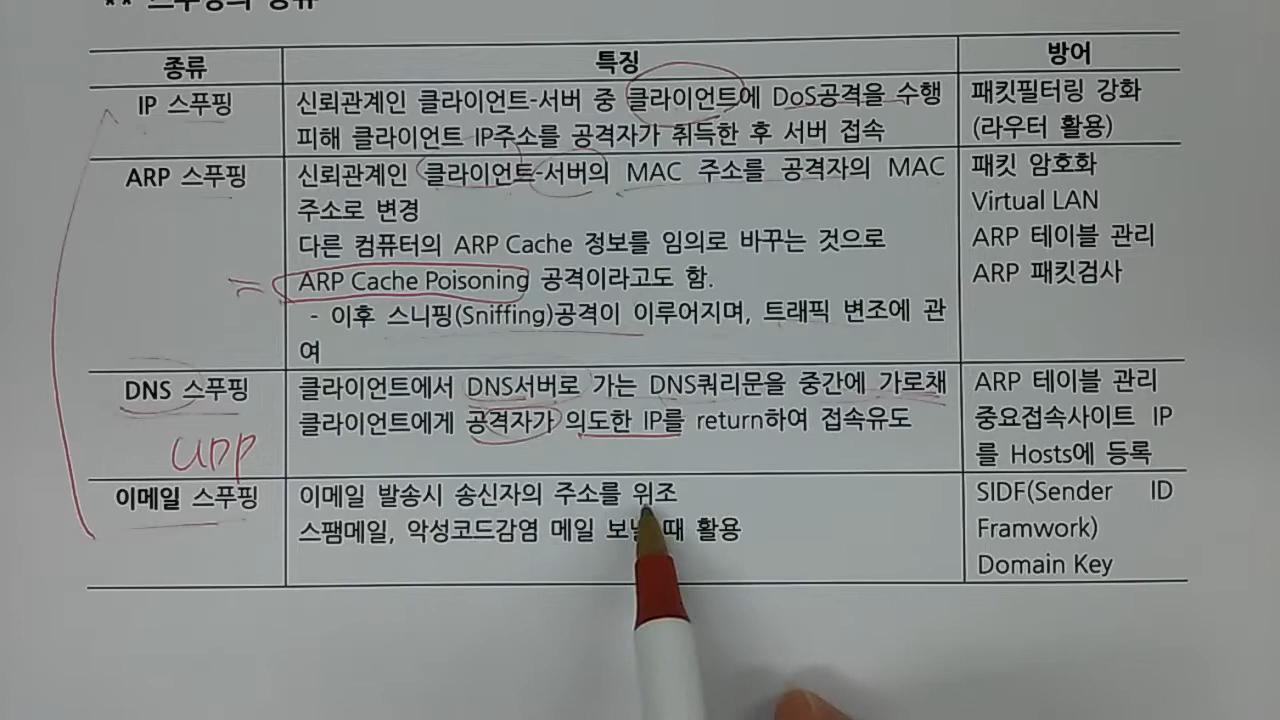 ** 스푸핑의 종류
종류 특징 방어
IP 스푸핑
신뢰관계인 클라이언트-서버 중 클라이언트에 DoS공격을 수행
피해 클라이언트 IP주소를 공격자가 취득한 후 서버 접속
패킷필터링 강화
(라우터 활용)
ARP 스푸핑
신뢰관계인 클라이언트-서버의 MAC 주소를 공격자의 MAC
주소로 변경
다른 컴퓨터의 ARP Cache 정보를 임의로 바꾸는 것으로
= ARP Cache Poisoning 공격이라고도 함.
- 이후 스니핑(Sniffing)공격이 이루어지며, 트래픽 변조에 관
여
패킷 암호화
Virtual LAN
ARP 테이블 관리
ARP 패킷검사
DNS 스푸핑
UDP
클라이언트에서 DNS서버로 가는 DNS쿼리문을 중간에 가로채
클라이언트에게 공격자가 의도한 IP를 return하여 접속유도
ARP 테이블 관리
중요접속사이트 IP
를 Hosts에 등록
이메일 스푸핑
이메일 발송시 송신자의 주소를 위조
스팸메일, 악성코드감염 메일 보낼 때 활용
SIDF(Sender ID
Framwork)
Domain Key